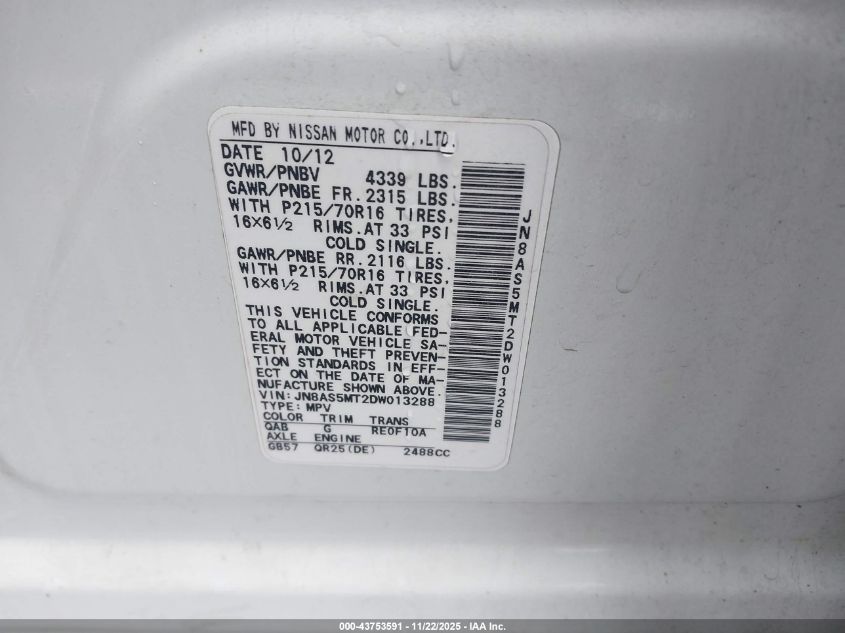 MFD BY NISSAN MOTOR CO.,LTD.
DATE 10/12
GVWR/PNBV 4339 LBS.
GAWR/PNBE FR. 2315 LBS.
WITH P215/70R16 TIRES,
16X6½ RIMS.AT 33 PSI
COLD SINGLE.
GAWR/PNBE RR. 2116 LBS.
WITH P215/70R16 TIRES,
16X6½ RIMS.AT 33 PSI
COLD SINGLE.
THIS VEHICLE CONFORMS
TO ALL APPLICABLE FED-
ERAL MOTOR VEHICLE SA-
FETY AND THEFT PREVEN-
TION STANDARDS IN EFF-
ECT ON THE DATE OF MA-
NUFACTURE SHOWN ABOVE.
VIN: JN8AS5MT2DW013288
TYPE: MPV
COLOR TRIM TRANS
QAB G RE0F10A
AXLE ENGINE
GB57 QR25(DE) 2488CC
JN8AS5MT2DW013288
000-43753591 - 11/22/2025 - IAA Inc.